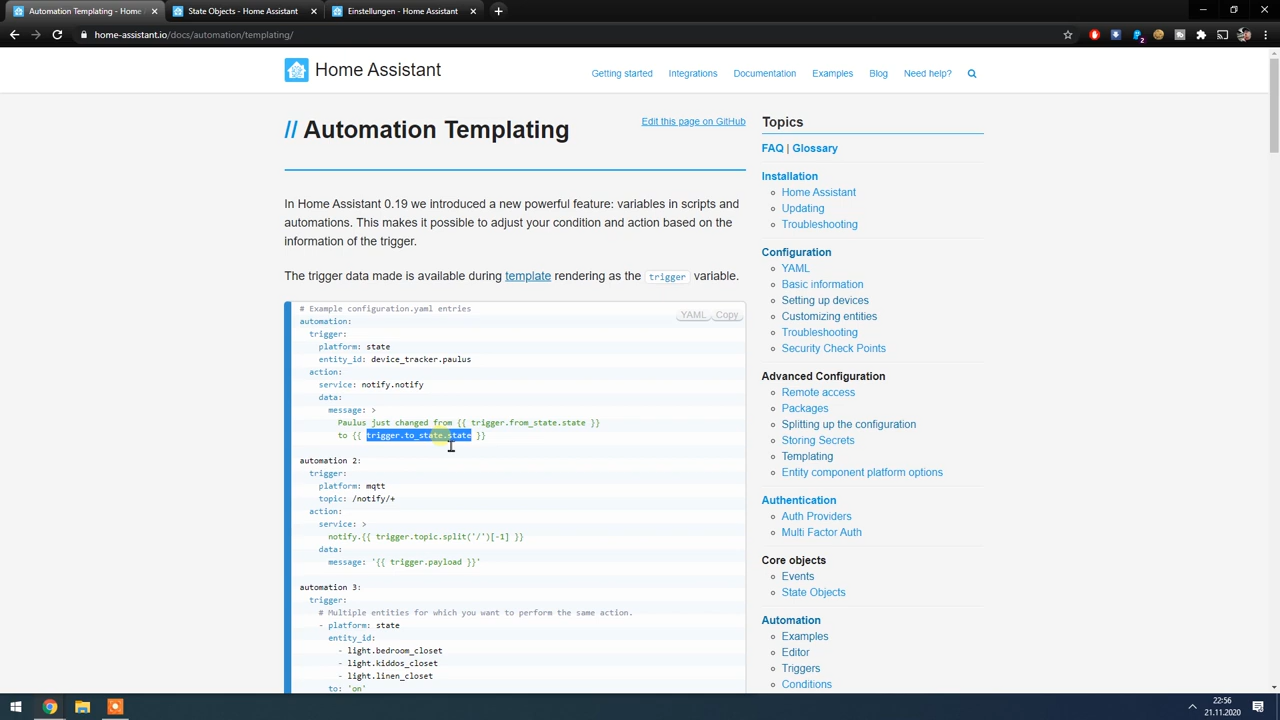 Automation Templating - Home A
State Objects - Home Assistant
Einstellungen - Home Assistant
home-assistant.io/docs/automation/templating/
2
Home Assistant
Getting started
Integrations
Documentation
Examples
Blog
Need help?
// Automation Templating
Edit this page on GitHub
In Home Assistant 0.19 we introduced a new powerful feature: variables in scripts and
automations. This makes it possible to adjust your condition and action based on the
information of the trigger.
The trigger data made is available during template rendering as the trigger variable.
YAML
Copy
# Example configuration.yaml entries
automation:
trigger:
platform: state
entity_id: device_tracker.paulus
action:
service: notify.notify
data:
message: >
Paulus just changed from {{ trigger.from_state.state }}
to {{ trigger.to_state.state }}
automation 2:
trigger:
platform: mqtt
topic: /notify/+
action:
service: >
notify.{{ trigger.topic.split('/')[-1] }}
data:
message: '{{ trigger.payload }}'
automation 3:
trigger:
# Multiple entities for which you want to perform the same action.
- platform: state
entity_id:
- light.bedroom_closet
- light.kiddos_closet
- light.linen_closet
to: 'on'
Topics
FAQ | Glossary
Installation
Home Assistant
Updating
Troubleshooting
Configuration
YAML
Basic information
Setting up devices
Customizing entities
Troubleshooting
Security Check Points
Advanced Configuration
Remote access
Packages
Splitting up the configuration
Storing Secrets
Templating
Entity component platform options
Authentication
Auth Providers
Multi Factor Auth
Core objects
Events
State Objects
Automation
Examples
Editor
Triggers
Conditions
22:56
21.11.2020